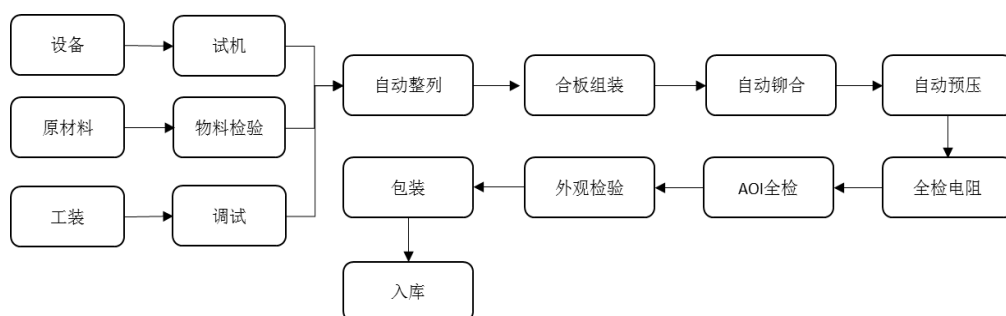 设备
试机
原材料
物料检验
工装
调试
自动整列
合板组装
自动铆合
自动预压
全检电阻
AOI全检
外观检验
包装
入库